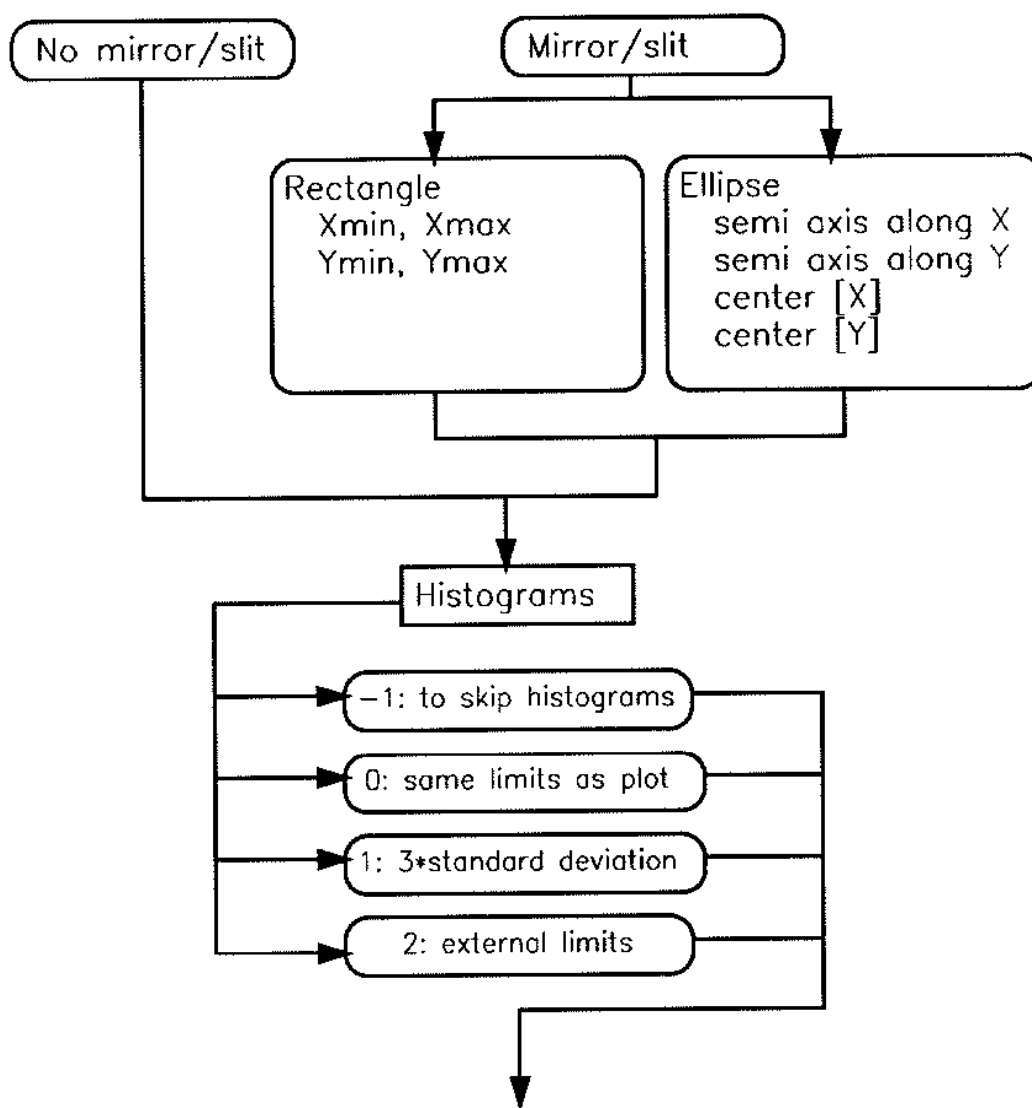 No mirror/slit
Mirror/slit
Rectangle
Xmin, Xmax
Ymin, Ymax
Ellipse
semi axis along X
semi axis along Y
center [X]
center [Y]
Histograms
-1: to skip histograms
0: same limits as plot
1: 3*standard deviation
2: external limits